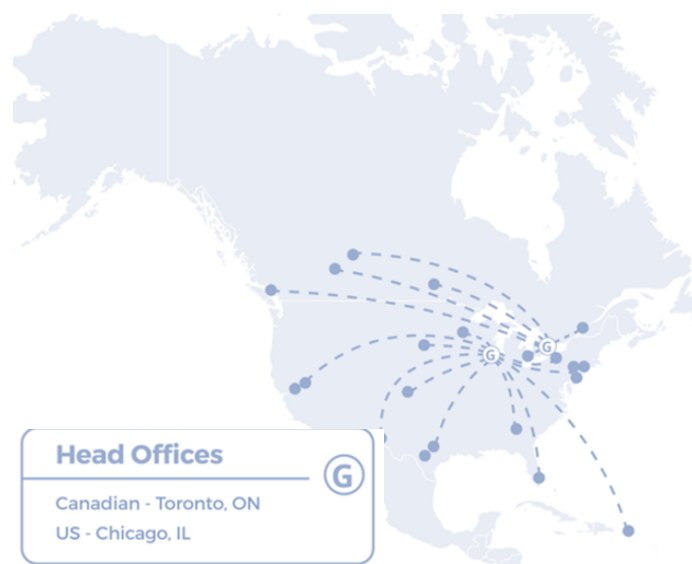 G
G
Head Offices
G
Canadian - Toronto, ON
US - Chicago, IL